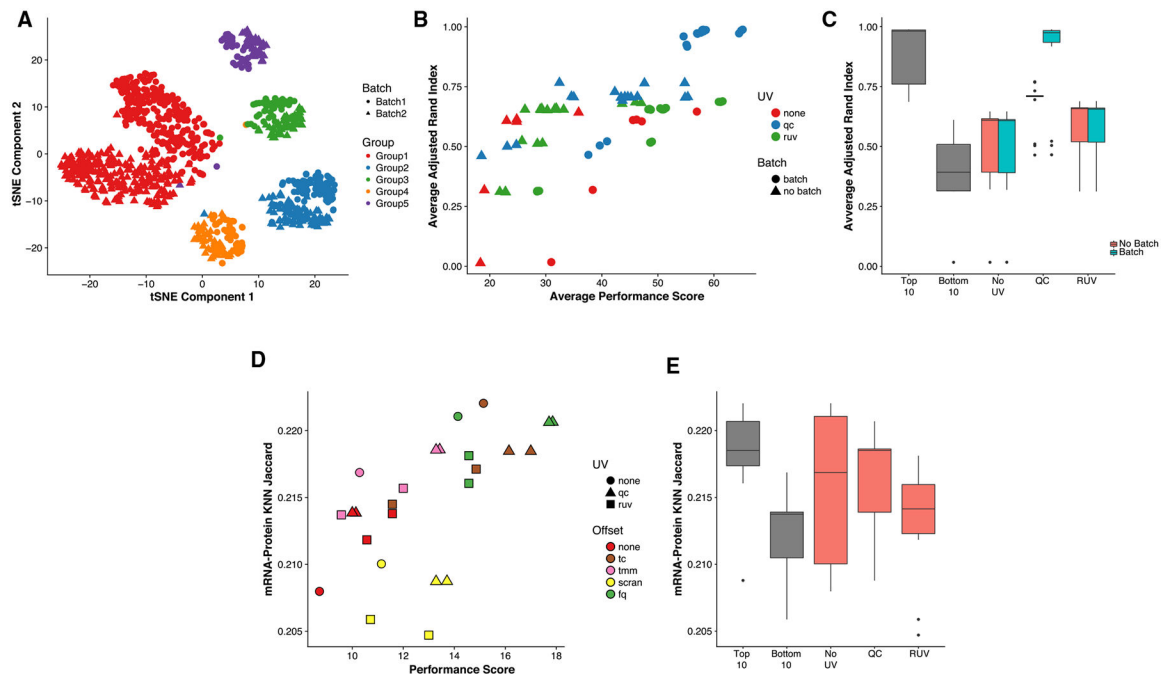 A
tSNE Component 2
20
10
0
−10
−20
−20
−10
0
10
20
tSNE Component 1
Batch
Batch1
Batch2
Group
Group1
Group2
Group3
Group4
Group5
B
Average Adjusted Rand Index
1.00
0.75
0.50
0.25
0.00
20
30
40
50
60
Average Performance Score
UV
none
qc
ruv
Batch
batch
no batch
C
Avverage Adjusted Rand Index
1.00
0.75
0.50
0.25
0.00
Top
10
Bottom
10
No
UV
QC
RUV
No Batch
Batch
D
mRNA-Protein KNN Jaccard
0.220
0.215
0.210
0.205
10
12
14
16
18
Performance Score
UV
none
qc
ruv
Offset
none
tc
tmm
scran
fq
E
mRNA-Protein KNN Jaccard
0.220
0.215
0.210
0.205
Top
10
Bottom
10
No
UV
QC
RUV